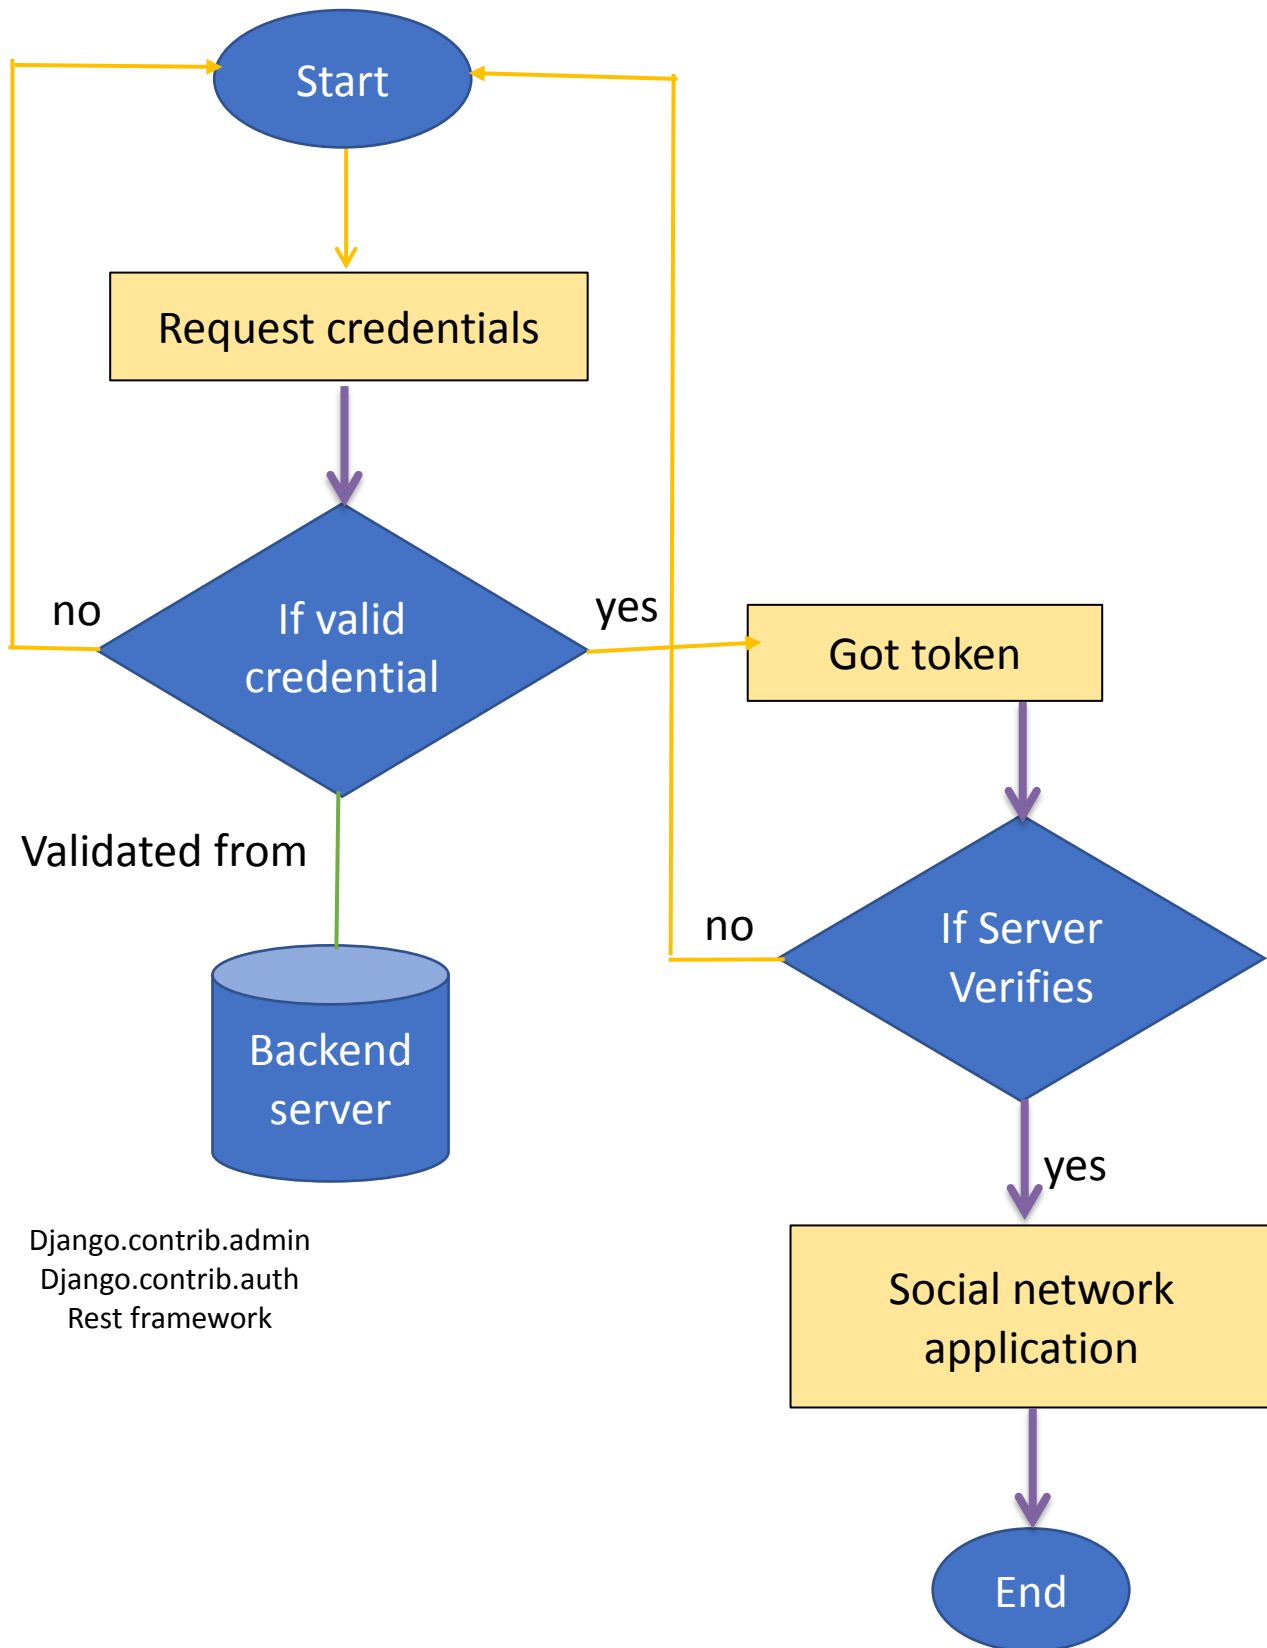 Start
Request credentials
no
If valid
credential
yes
Got token
Validated from
no
If Server
Verifies
Backend
server
yes
Django.contrib.admin
Django.contrib.auth
Rest framework
Social network
application
End